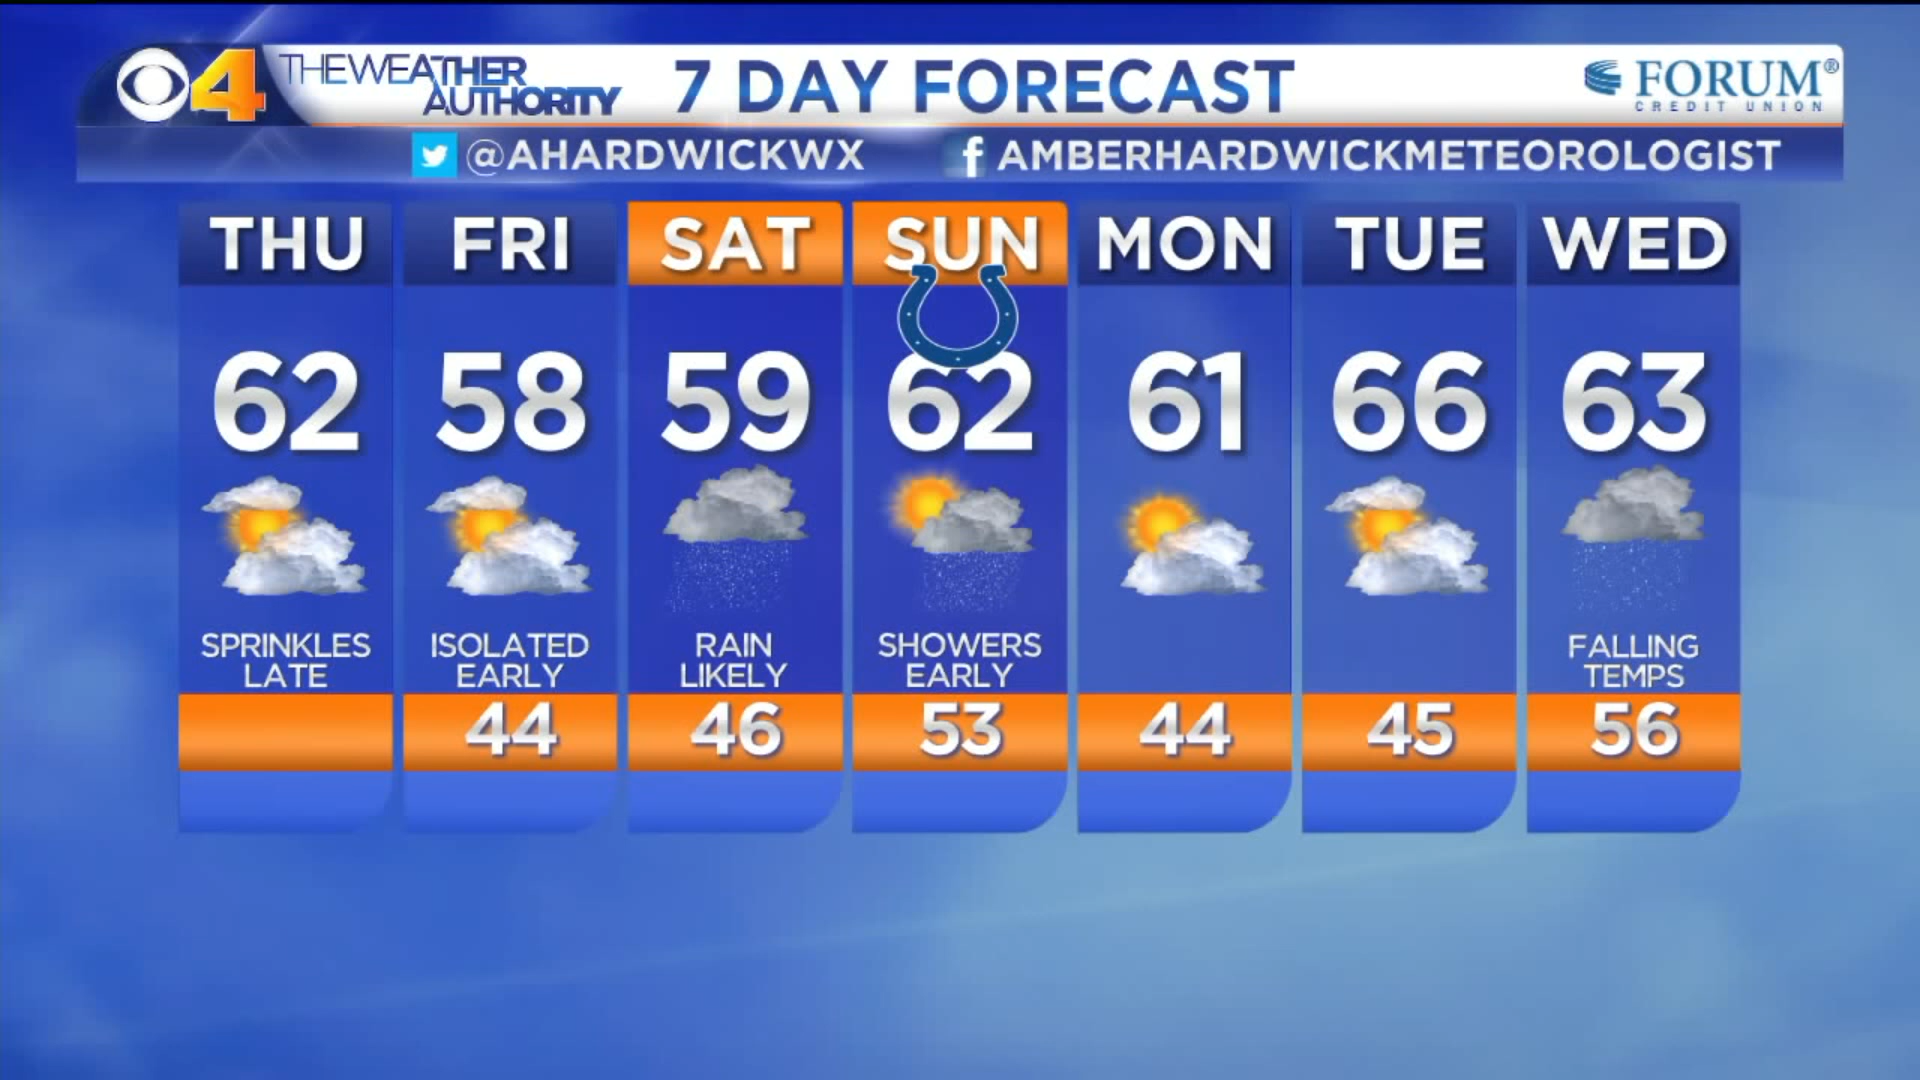 4 THE WEATHER AUTHORITY 7 DAY FORECAST FORUM® CREDIT UNION
@AHARDWICKWX f AMBERHARDWICKMETEOROLOGIST
THU FRI SAT SUN MON TUE WED
62 58 59 62 61 66 63
SPRINKLES LATE
ISOLATED EARLY
RAIN LIKELY
SHOWERS EARLY
FALLING TEMPS
44 46 53 44 45 56